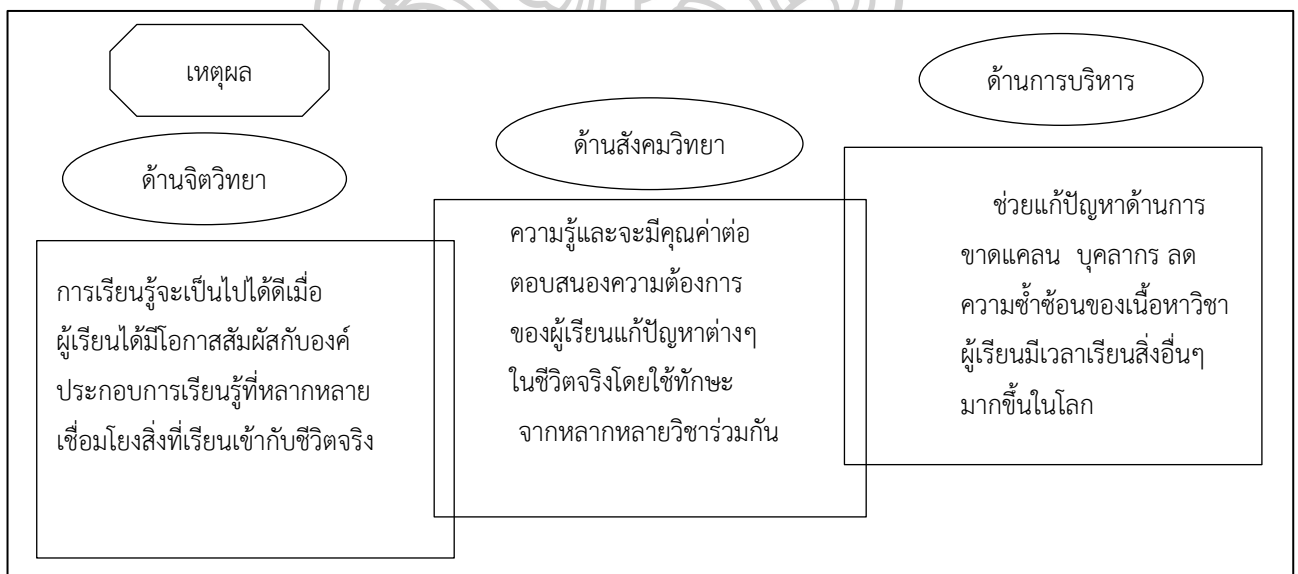 เหตุผล
ด้านจิตวิทยา
การเรียนรู้จะเป็นไปได้ดีเมื่อ
ผู้เรียนได้มีโอกาสสัมผัสกับองค์
ประกอบการเรียนรู้ที่หลากหลาย
เชื่อมโยงสิ่งที่เรียนเข้ากับชีวิตจริง
ด้านสังคมวิทยา
ความรู้และจะมีคุณค่าต่อ
ตอบสนองความต้องการ
ของผู้เรียนแก้ปัญหาต่างๆ
ในชีวิตจริงโดยใช้ทักษะ
จากหลากหลายวิชาร่วมกัน
ด้านการบริหาร
ช่วยแก้ปัญหาด้านการ
ขาดแคลน บุคลากร ลด
ความซ้ำซ้อนของเนื้อหาวิชา
ผู้เรียนมีเวลาเรียนสิ่งอื่นๆ
มากขึ้นในโลก